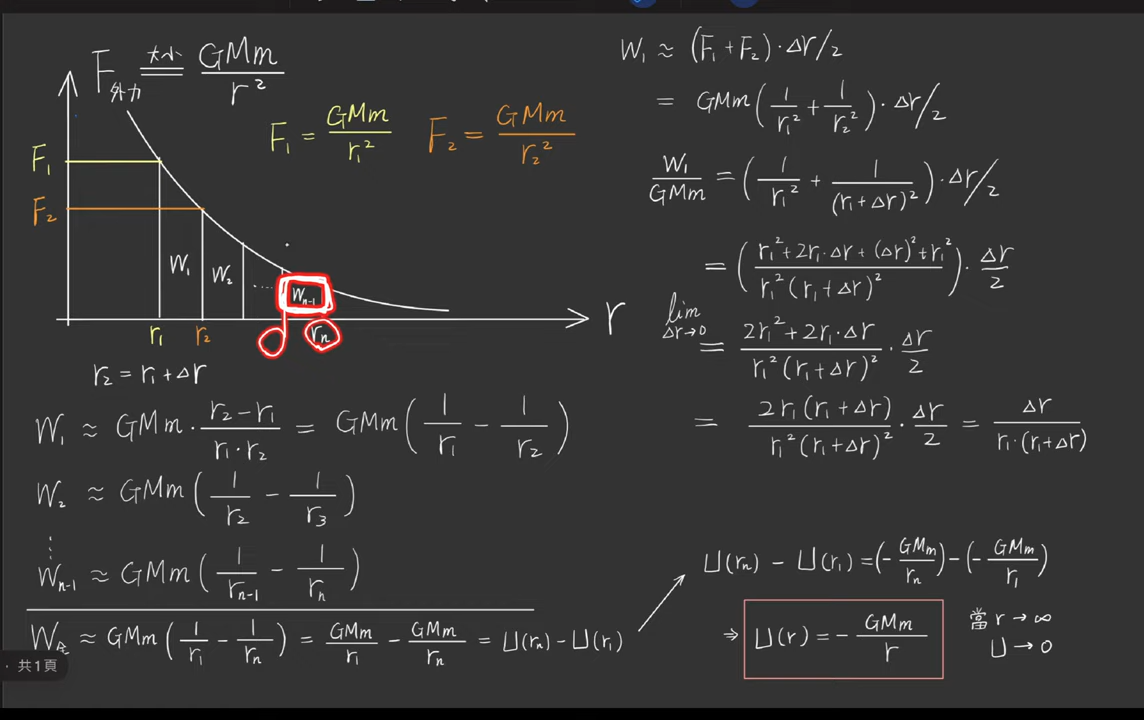 F外力 大小= GMm/r²
F₁ = GMm/r₁²
F₂ = GMm/r₂²
F₁
F₂
W₁
W₂
....
Wn-1
r₁
r₂
rn
r
r₂ = r₁ + Δr
W₁ ≈ GMm · (r₂ - r₁)/(r₁ · r₂) = GMm(1/r₁ - 1/r₂)
W₂ ≈ GMm(1/r₂ - 1/r₃)
⋮
Wn-1 ≈ GMm(1/rn-1 - 1/rn)
W全 ≈ GMm(1/r₁ - 1/rn) = GMm/r₁ - GMm/rn = U(rn) - U(r₁)
共1頁
W₁ ≈ (F₁ + F₂) · Δr/2
= GMm(1/r₁² + 1/r₂²) · Δr/2
W₁/GMm = (1/r₁² + 1/(r₁ + Δr)²) · Δr/2
= ((r₁² + 2r₁·Δr + (Δr)² + r₁²)/(r₁²(r₁ + Δr)²)) · Δr/2
lim Δr→0 = (2r₁² + 2r₁·Δr)/(r₁²(r₁ + Δr)²) · Δr/2
= 2r₁(r₁ + Δr)/(r₁²(r₁ + Δr)²) · Δr/2 = Δr/(r₁·(r₁ + Δr))
U(rn) - U(r₁) = (-GMm/rn) - (-GMm/r₁)
⇒ U(r) = - GMm/r
當 r → ∞
U → 0